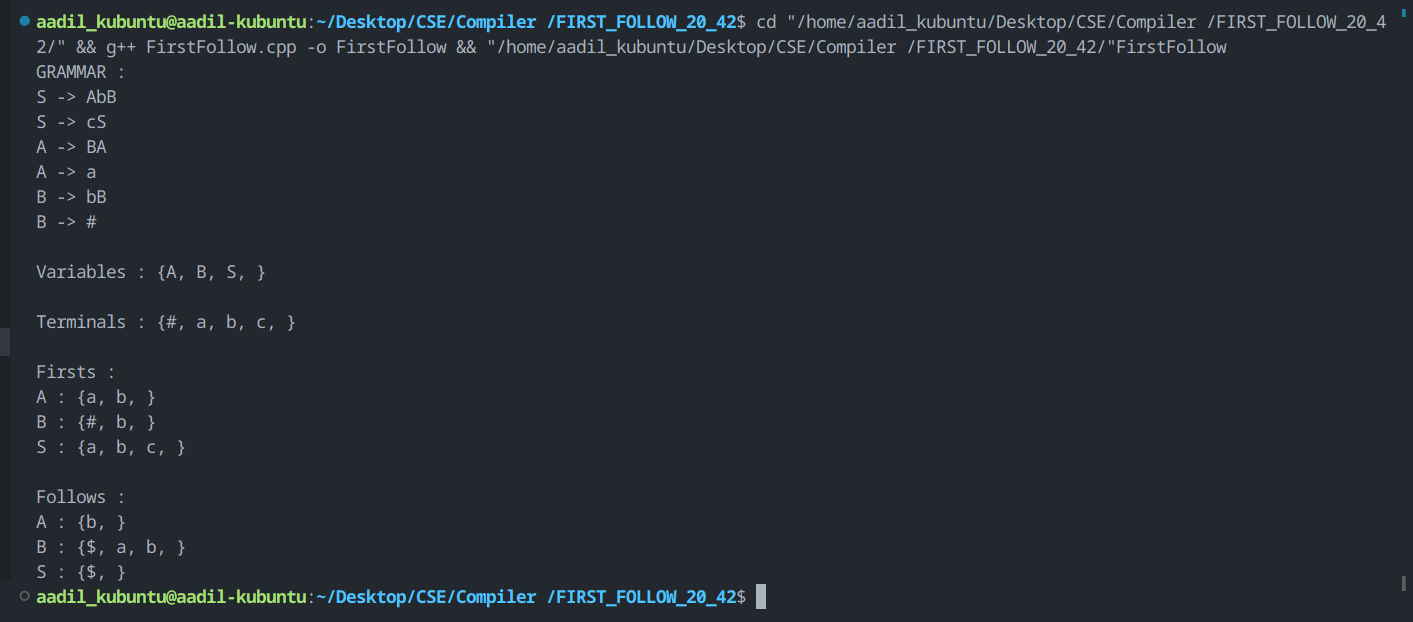 aadil_kubuntu@aadil-kubuntu:~/Desktop/CSE/Compiler /FIRST_FOLLOW_20_42$ cd "/home/aadil_kubuntu/Desktop/CSE/Compiler /FIRST_FOLLOW_20_4
2/" && g++ FirstFollow.cpp -o FirstFollow && "/home/aadil_kubuntu/Desktop/CSE/Compiler /FIRST_FOLLOW_20_42/"FirstFollow
GRAMMAR :
S -> AbB
S -> cS
A -> BA
A -> a
B -> bB
B -> #
Variables : {A, B, S, }
Terminals : {#, a, b, c, }
Firsts :
A : {a, b, }
B : {#, b, }
S : {a, b, c, }
Follows :
A : {b, }
B : {$, a, b, }
S : {$, }
aadil_kubuntu@aadil-kubuntu:~/Desktop/CSE/Compiler /FIRST_FOLLOW_20_42$